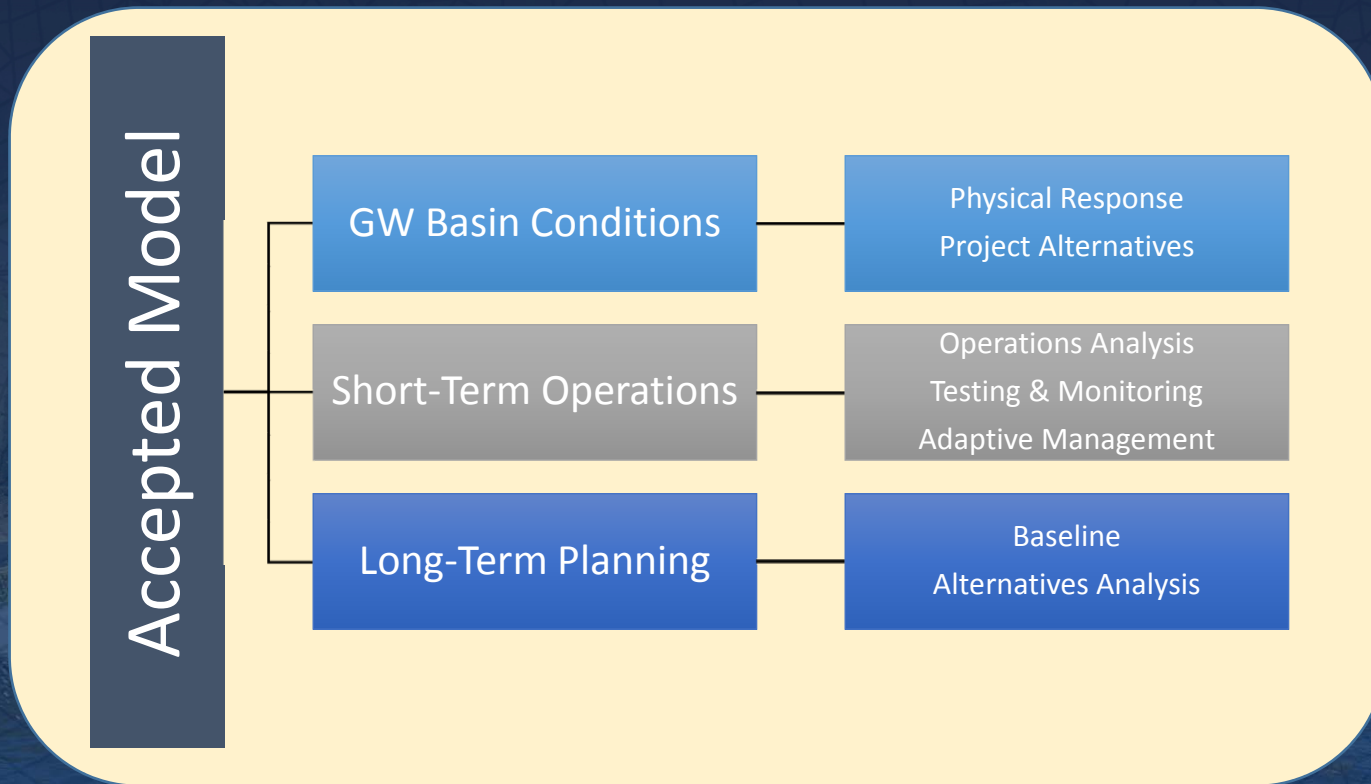 Accepted Model
GW Basin Conditions
Physical Response
Project Alternatives
Short-Term Operations
Operations Analysis
Testing & Monitoring
Adaptive Management
Long-Term Planning
Baseline
Alternatives Analysis